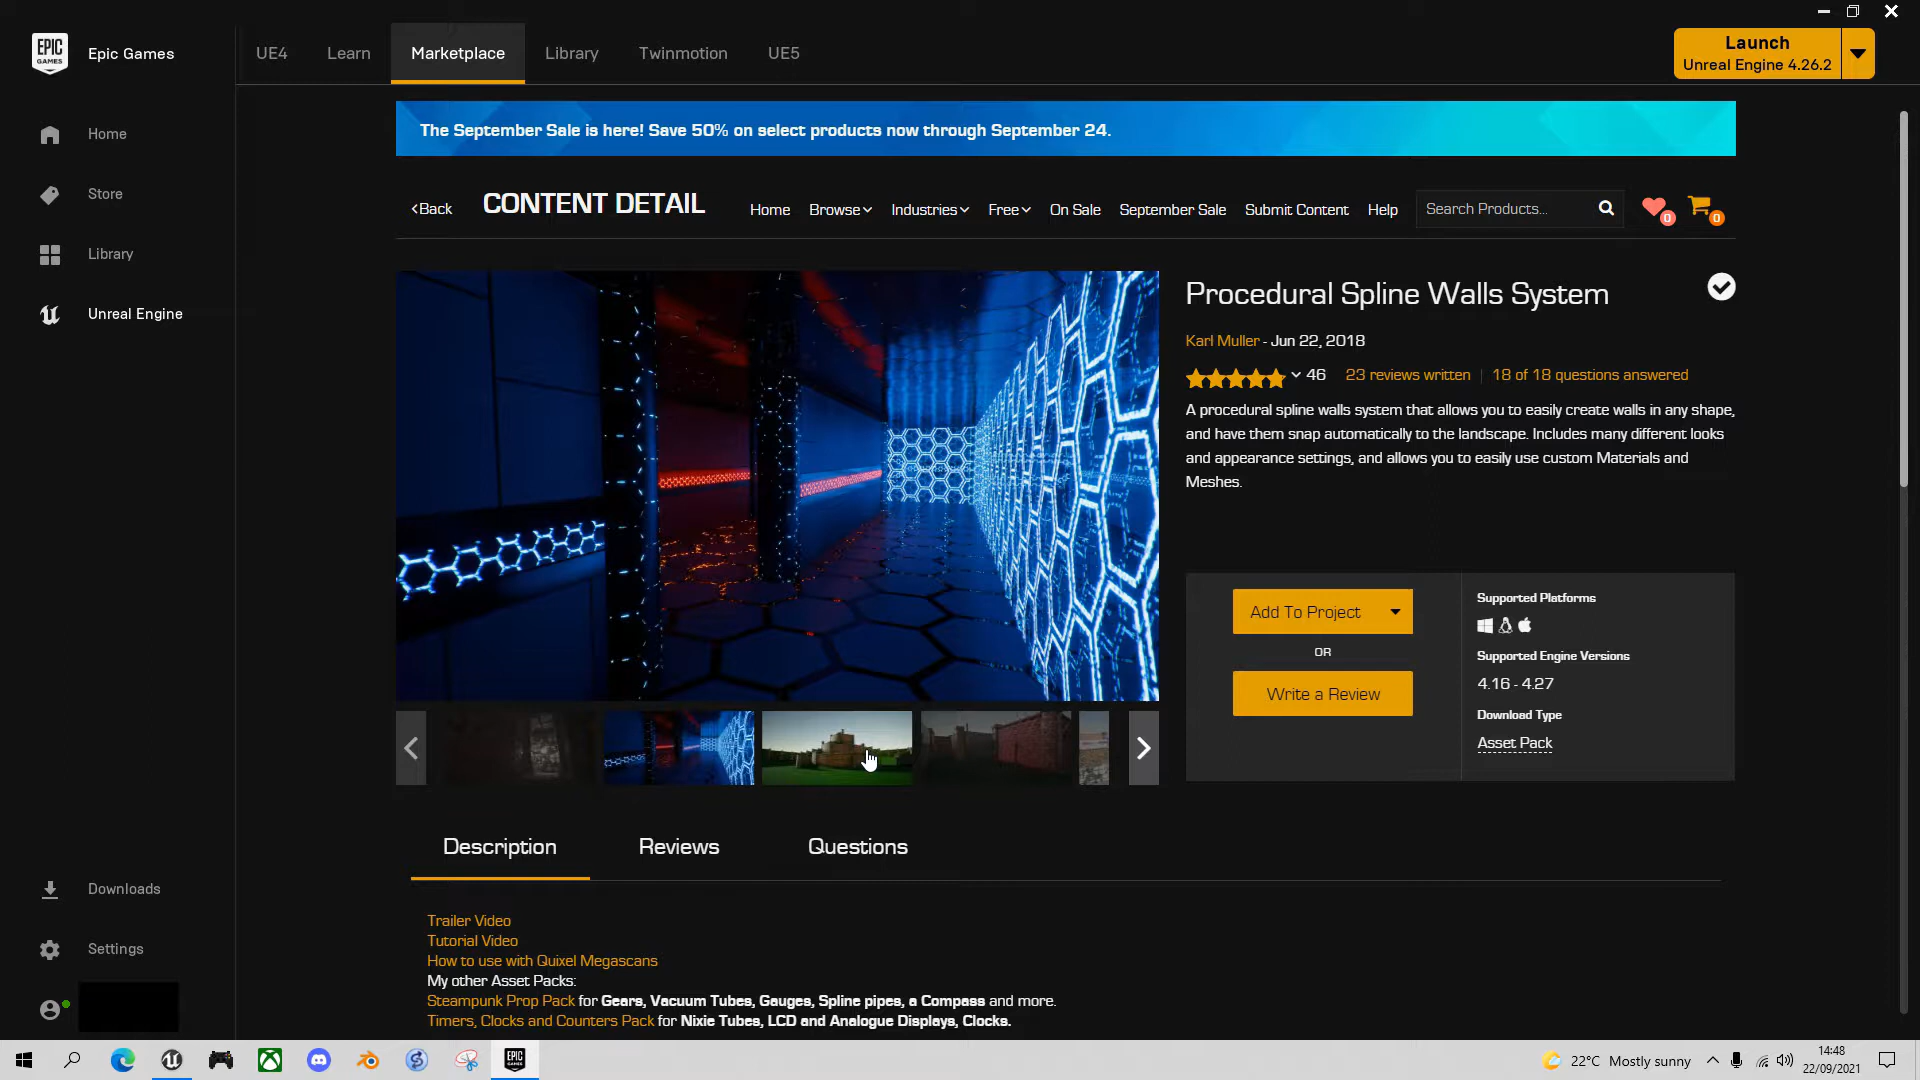 EPIC GAMES
Epic Games
UE4
Learn
Marketplace
Library
Twinmotion
UE5
Launch
Unreal Engine 4.26.2
Home
Store
Library
Unreal Engine
The September Sale is here! Save 50% on select products now through September 24.
Back
CONTENT DETAIL
Home
Browse
Industries
Free
On Sale
September Sale
Submit Content
Help
Search Products...
0
0
Procedural Spline Walls System
Karl Muller - Jun 22, 2018
46
23 reviews written
18 of 18 questions answered
A procedural spline walls system that allows you to easily create walls in any shape,
and have them snap automatically to the landscape. Includes many different looks
and appearance settings, and allows you to easily use custom Materials and
Meshes.
Add To Project
OR
Write a Review
Supported Platforms
Supported Engine Versions
4.16 - 4.27
Download Type
Asset Pack
Description
Reviews
Questions
Trailer Video
Tutorial Video
How to use with Quixel Megascans
My other Asset Packs:
Steampunk Prop Pack for Gears, Vacuum Tubes, Gauges, Spline pipes, a Compass and more.
Timers, Clocks and Counters Pack for Nixie Tubes, LCD and Analogue Displays, Clocks.
Downloads
Settings
EPIC GAMES
22°C Mostly sunny
14:48
22/09/2021